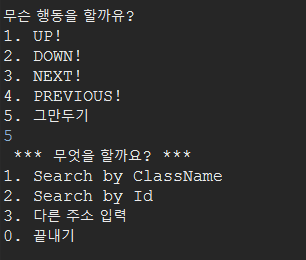 무슨 행동을 할까유?
1. UP!
2. DOWN!
3. NEXT!
4. PREVIOUS!
5. 그만두기
5
*** 무엇을 할까요? ***
1. Search by ClassName
2. Search by Id
3. 다른 주소 입력
0. 끝내기